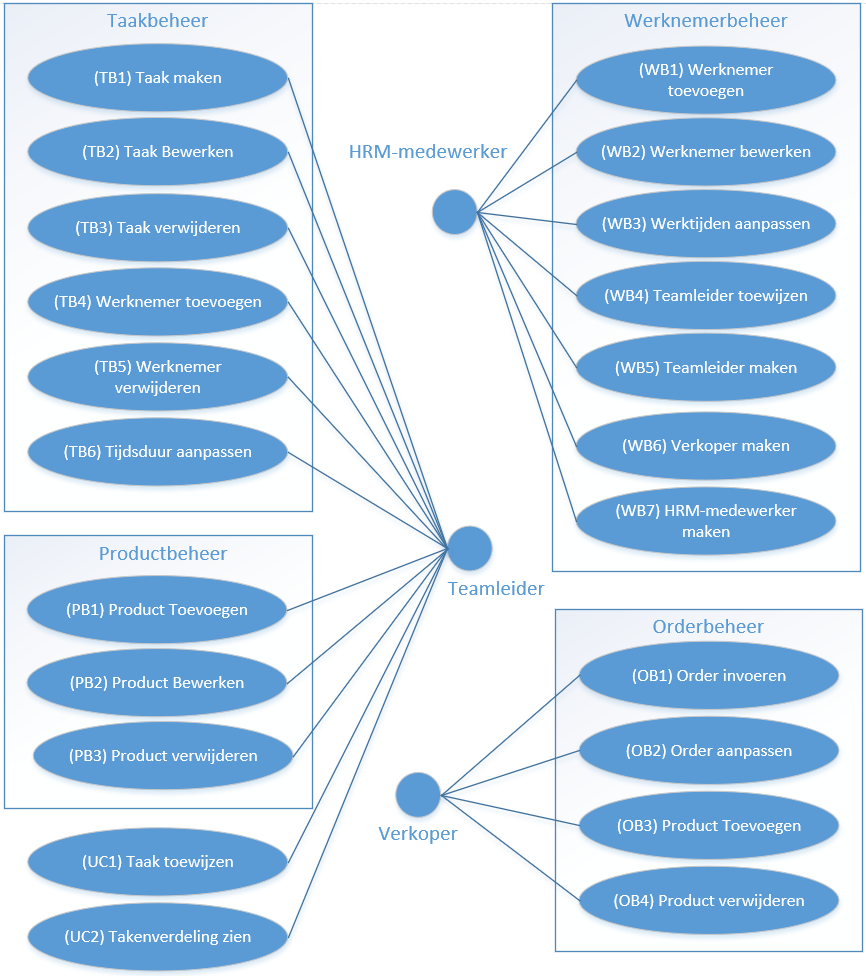 Taakbeheer
(TB1) Taak maken
(TB2) Taak Bewerken
(TB3) Taak verwijderen
(TB4) Werknemer toevoegen
(TB5) Werknemer
verwijderen
(TB6) Tijdsduur aanpassen
Productbeheer
(PB1) Product Toevoegen
(PB2) Product Bewerken
(PB3) Product verwijderen
(UC1) Taak toewijzen
(UC2) Takenverdeling zien
HRM-medewerker
Teamleider
Verkoper
Werknemerbeheer
(WB1) Werknemer
toevoegen
(WB2) Werknemer bewerken
(WB3) Werktijden aanpassen
(WB4) Teamleider toewijzen
(WB5) Teamleider maken
(WB6) Verkoper maken
(WB7) HRM-medewerker
maken
Orderbeheer
(OB1) Order invoeren
(OB2) Order aanpassen
(OB3) Product Toevoegen
(OB4) Product verwijderen